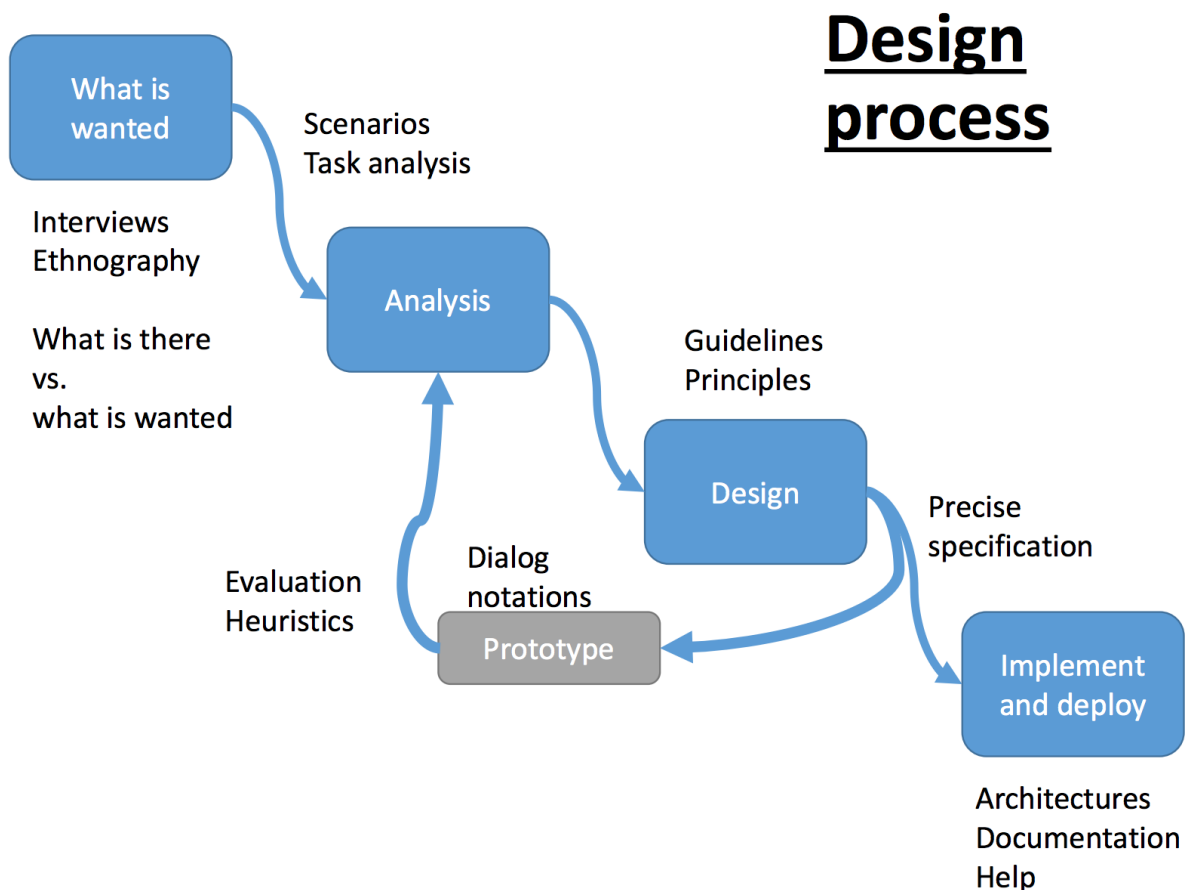 Design
process
What is
wanted
Scenarios
Task analysis
Interviews
Ethnography
What is there
vs.
what is wanted
Analysis
Guidelines
Principles
Design
Precise
specification
Dialog
notations
Evaluation
Heuristics
Prototype
Implement
and deploy
Architectures
Documentation
Help